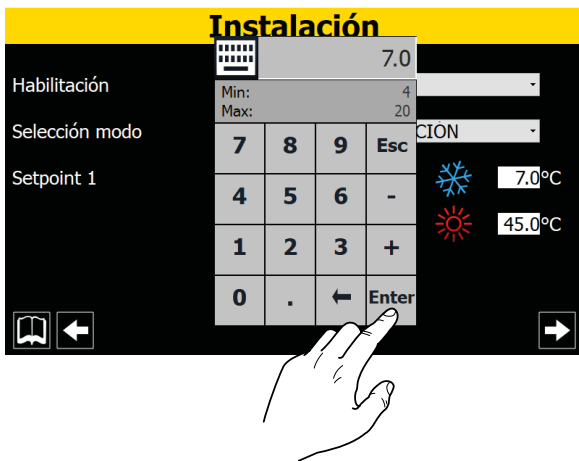 Instalación
7.0
Habilitación
Min: 4
Max: 20
Selección modo
CIÓN
7 8 9 Esc
Setpoint 1
7.0°C
4 5 6 -
45.0°C
1 2 3 +
0 . Enter